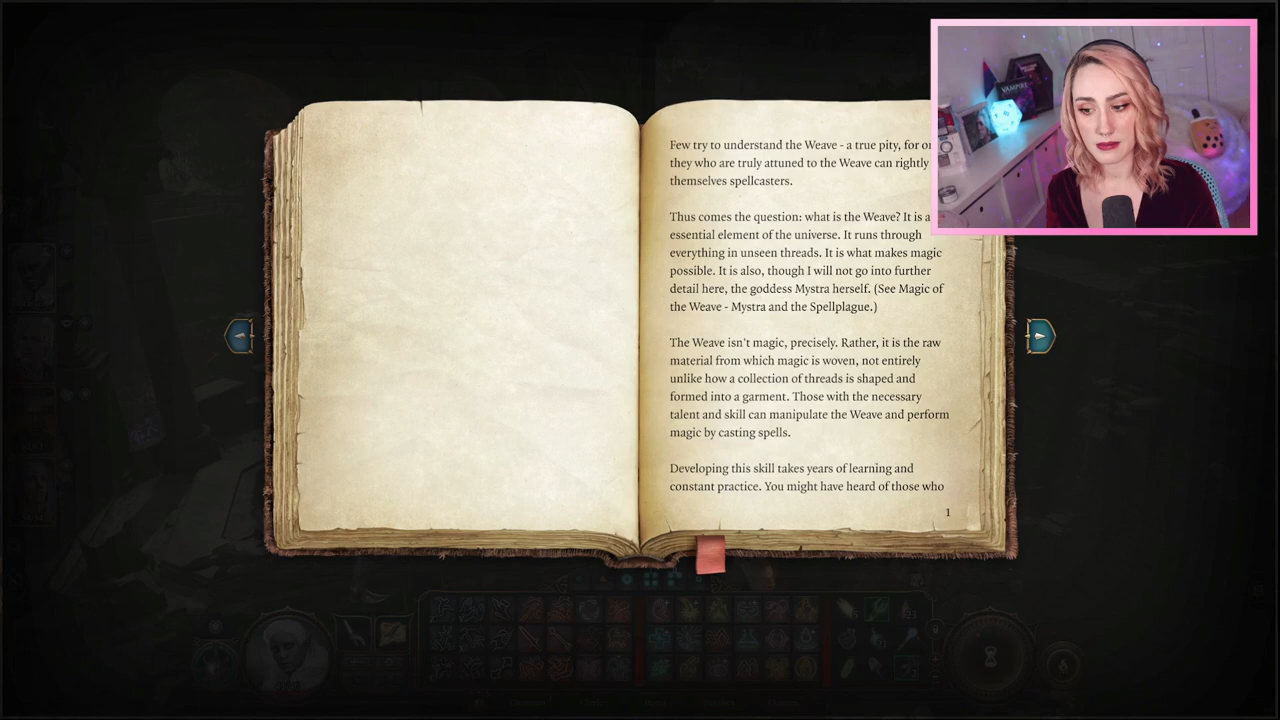 VAMPIRE
Few try to understand the Weave - a true pity, for
they who are truly attuned to the Weave can rightly
themselves spellcasters.
Thus comes the question: what is the Weave? It is
essential element of the universe. It runs through
everything in unseen threads. It is what makes magic
possible. It is also, though I will not go into further
detail here, the goddess Mystra herself. (See Magic of
the Weave - Mystra and the Spellplague.)
The Weave isn't magic, precisely. Rather, it is the raw
material from which magic is woven, not entirely
unlike how a collection of threads is shaped and
formed into a garment. Those with the necessary
talent and skill can manipulate the Weave and perform
magic by casting spells.
Developing this skill takes years of learning and
constant practice. You might have heard of those who
1